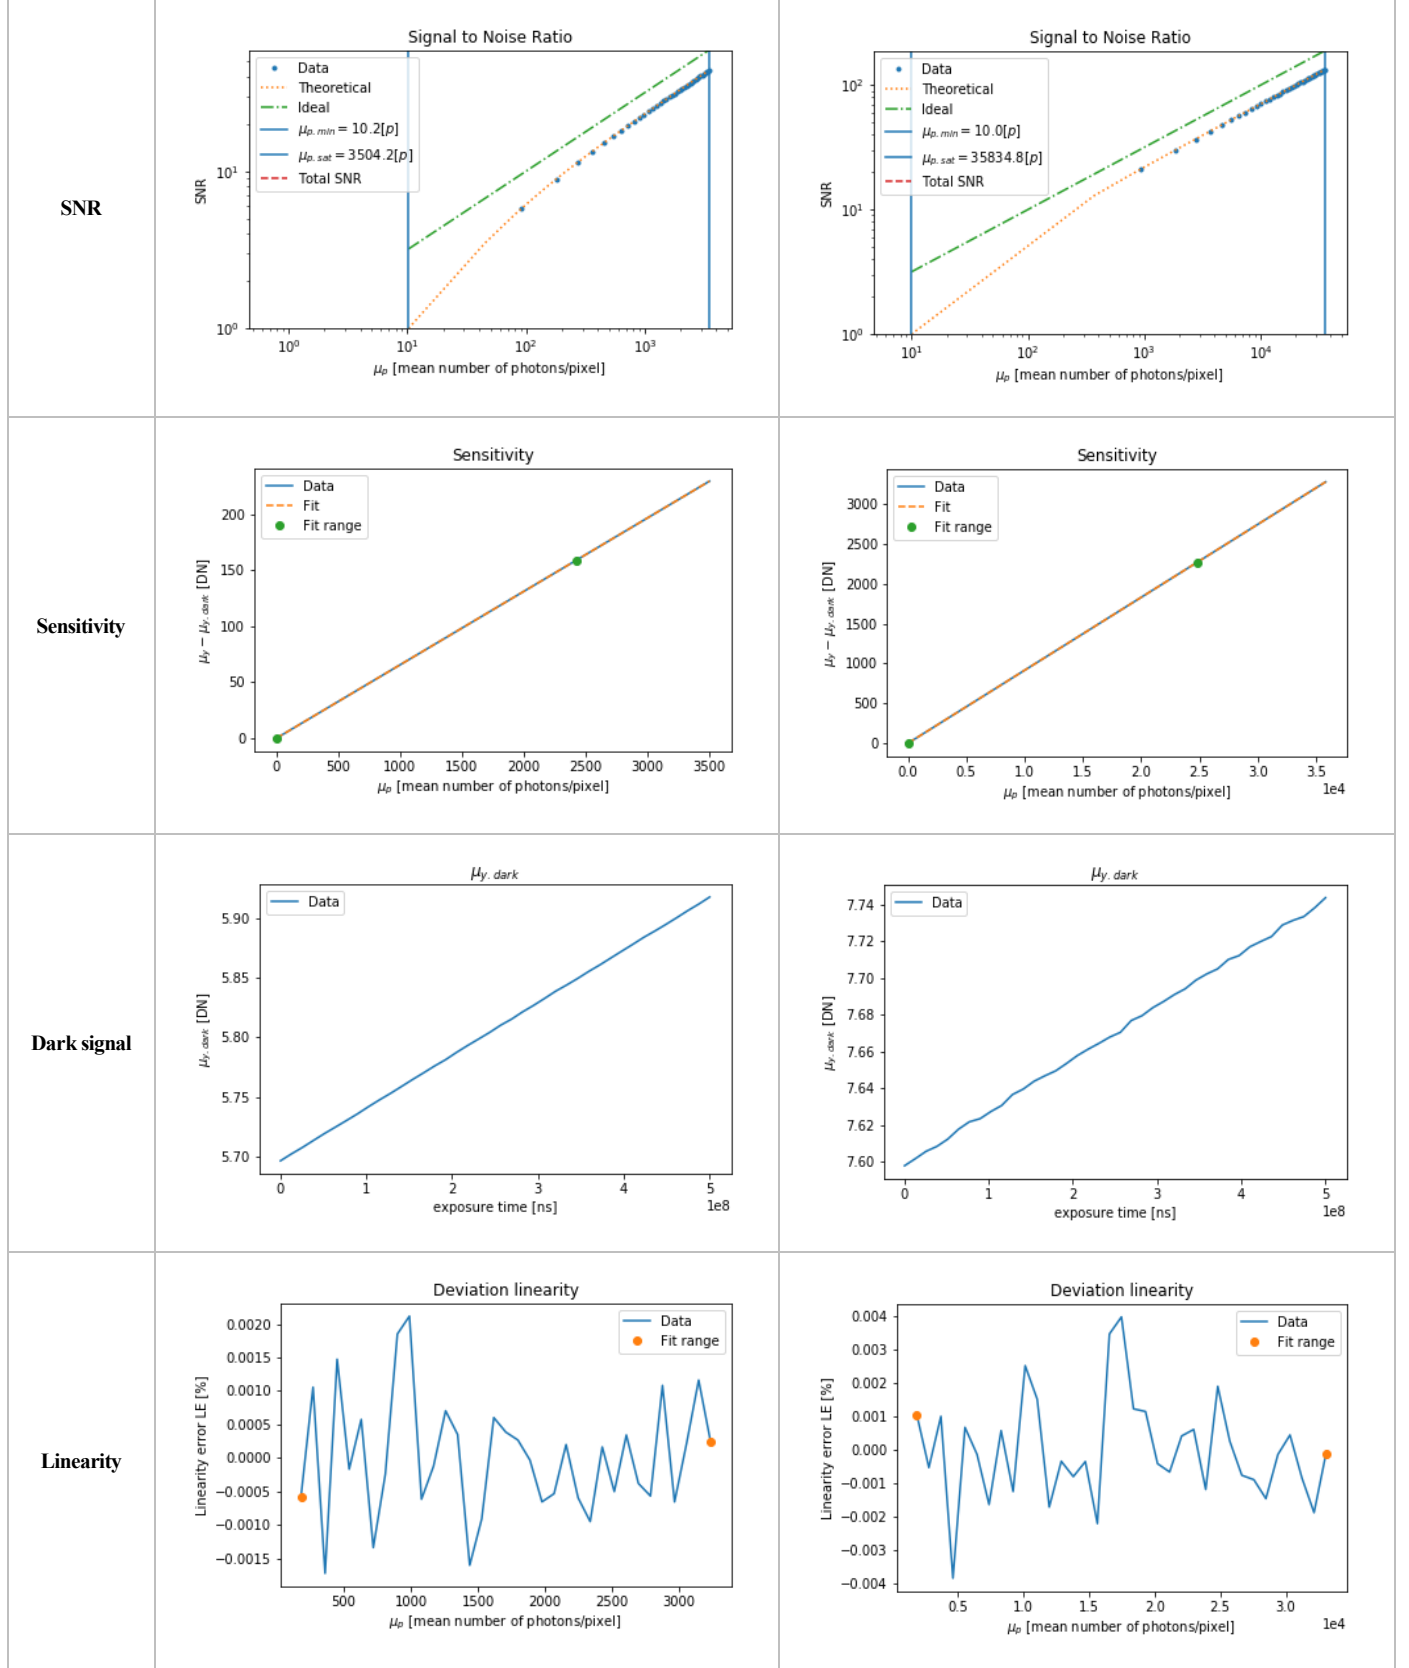 SNR
Signal to Noise Ratio
Data
Theoretical
Ideal
μp.min = 10.2[p]
μp.sat = 3504.2[p]
Total SNR
SNR
10¹
10⁰
10⁰ 10¹ 10² 10³
μp [mean number of photons/pixel]
Signal to Noise Ratio
Data
Theoretical
Ideal
μp.min = 10.0[p]
μp.sat = 35834.8[p]
Total SNR
SNR
10²
10¹
10⁰
10¹ 10² 10³ 10⁴
μp [mean number of photons/pixel]
Sensitivity
Sensitivity
Data
Fit
Fit range
μy − μy.dark [DN]
200
150
100
50
0
0 500 1000 1500 2000 2500 3000 3500
μp [mean number of photons/pixel]
Sensitivity
Data
Fit
Fit range
μy − μy.dark [DN]
3000
2500
2000
1500
1000
500
0
0.0 0.5 1.0 1.5 2.0 2.5 3.0 3.5
1e4
μp [mean number of photons/pixel]
Dark signal
μy.dark
Data
μy.dark [DN]
5.90
5.85
5.80
5.75
5.70
0 1 2 3 4 5
1e8
exposure time [ns]
μy.dark
Data
μy.dark [DN]
7.74
7.72
7.70
7.68
7.66
7.64
7.62
7.60
0 1 2 3 4 5
1e8
exposure time [ns]
Linearity
Deviation linearity
Data
Fit range
Linearity error LE [%]
0.0020
0.0015
0.0010
0.0005
0.0000
−0.0005
−0.0010
−0.0015
500 1000 1500 2000 2500 3000
μp [mean number of photons/pixel]
Deviation linearity
Data
Fit range
Linearity error LE [%]
0.004
0.003
0.002
0.001
0.000
−0.001
−0.002
−0.003
−0.004
0.5 1.0 1.5 2.0 2.5 3.0
1e4
μp [mean number of photons/pixel]